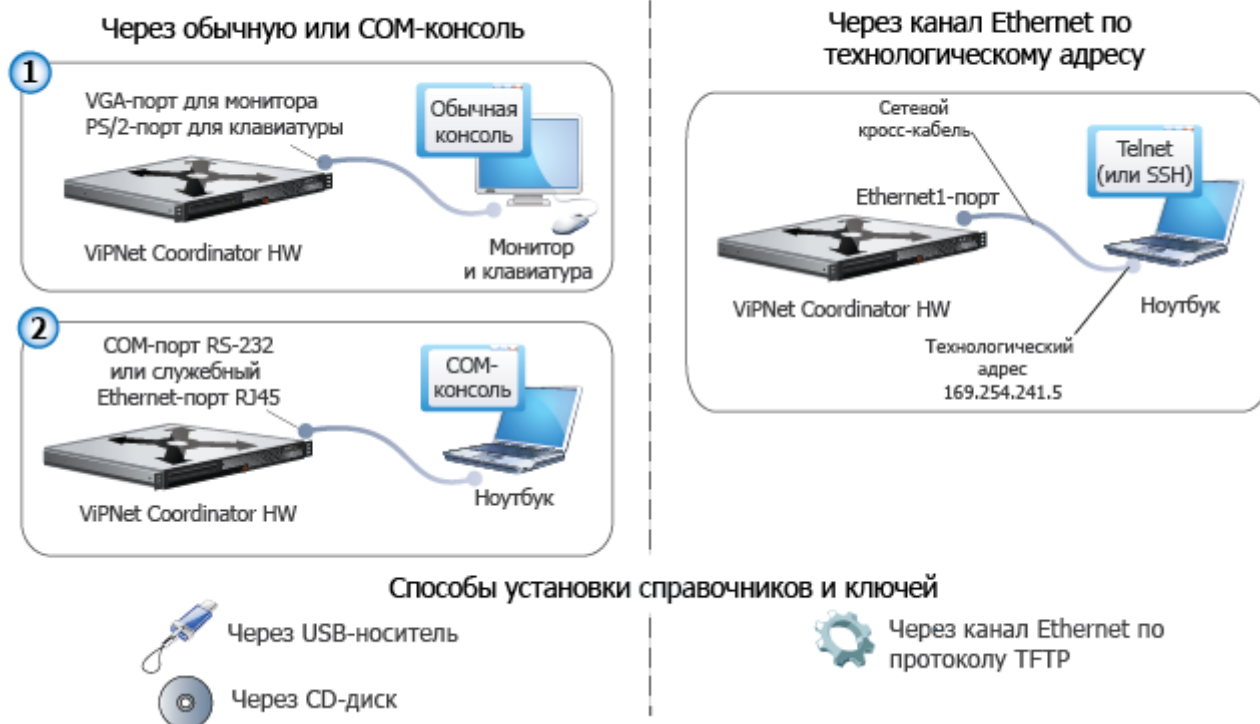 Через обычную или COM-консоль
1
VGA-порт для монитора
PS/2-порт для клавиатуры
Обычная
консоль
ViPNet Coordinator HW
Монитор
и клавиатура
2
COM-порт RS-232
или служебный
Ethernet-порт RJ45
COM-
консоль
ViPNet Coordinator HW
Ноутбук
Через канал Ethernet по
технологическому адресу
Сетевой
кросс-кабель
Telnet
(или SSH)
Ethernet1-порт
ViPNet Coordinator HW
Ноутбук
Технологический
адрес
169.254.241.5
Способы установки справочников и ключей
Через USB-носитель
Через CD-диск
Через канал Ethernet по
протоколу TFTP